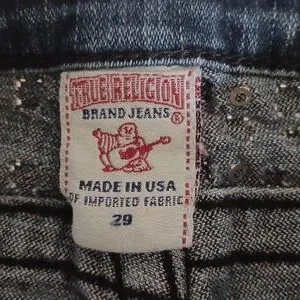 TRUE RELIGION
BRAND JEANS®
MADE IN USA
OF IMPORTED FABRIC
29